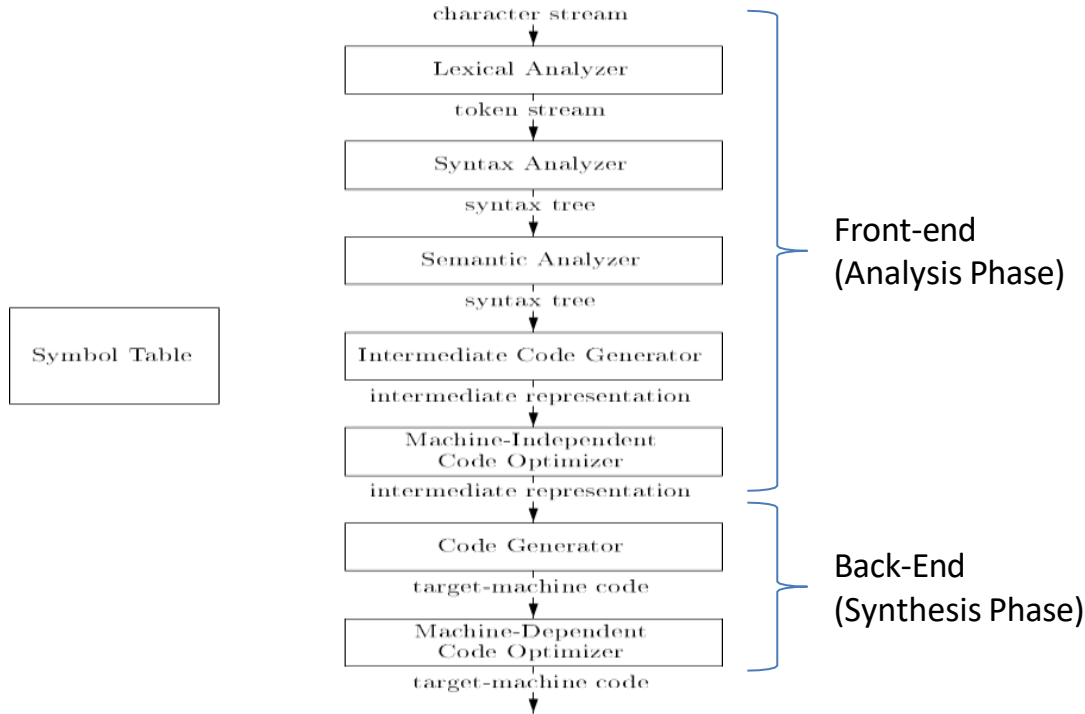 character stream
Lexical Analyzer
token stream
Syntax Analyzer
syntax tree
Semantic Analyzer
syntax tree
Intermediate Code Generator
intermediate representation
Machine-Independent
Code Optimizer
intermediate representation
Code Generator
target-machine code
Machine-Dependent
Code Optimizer
target-machine code
Symbol Table
Front-end
(Analysis Phase)
Back-End
(Synthesis Phase)